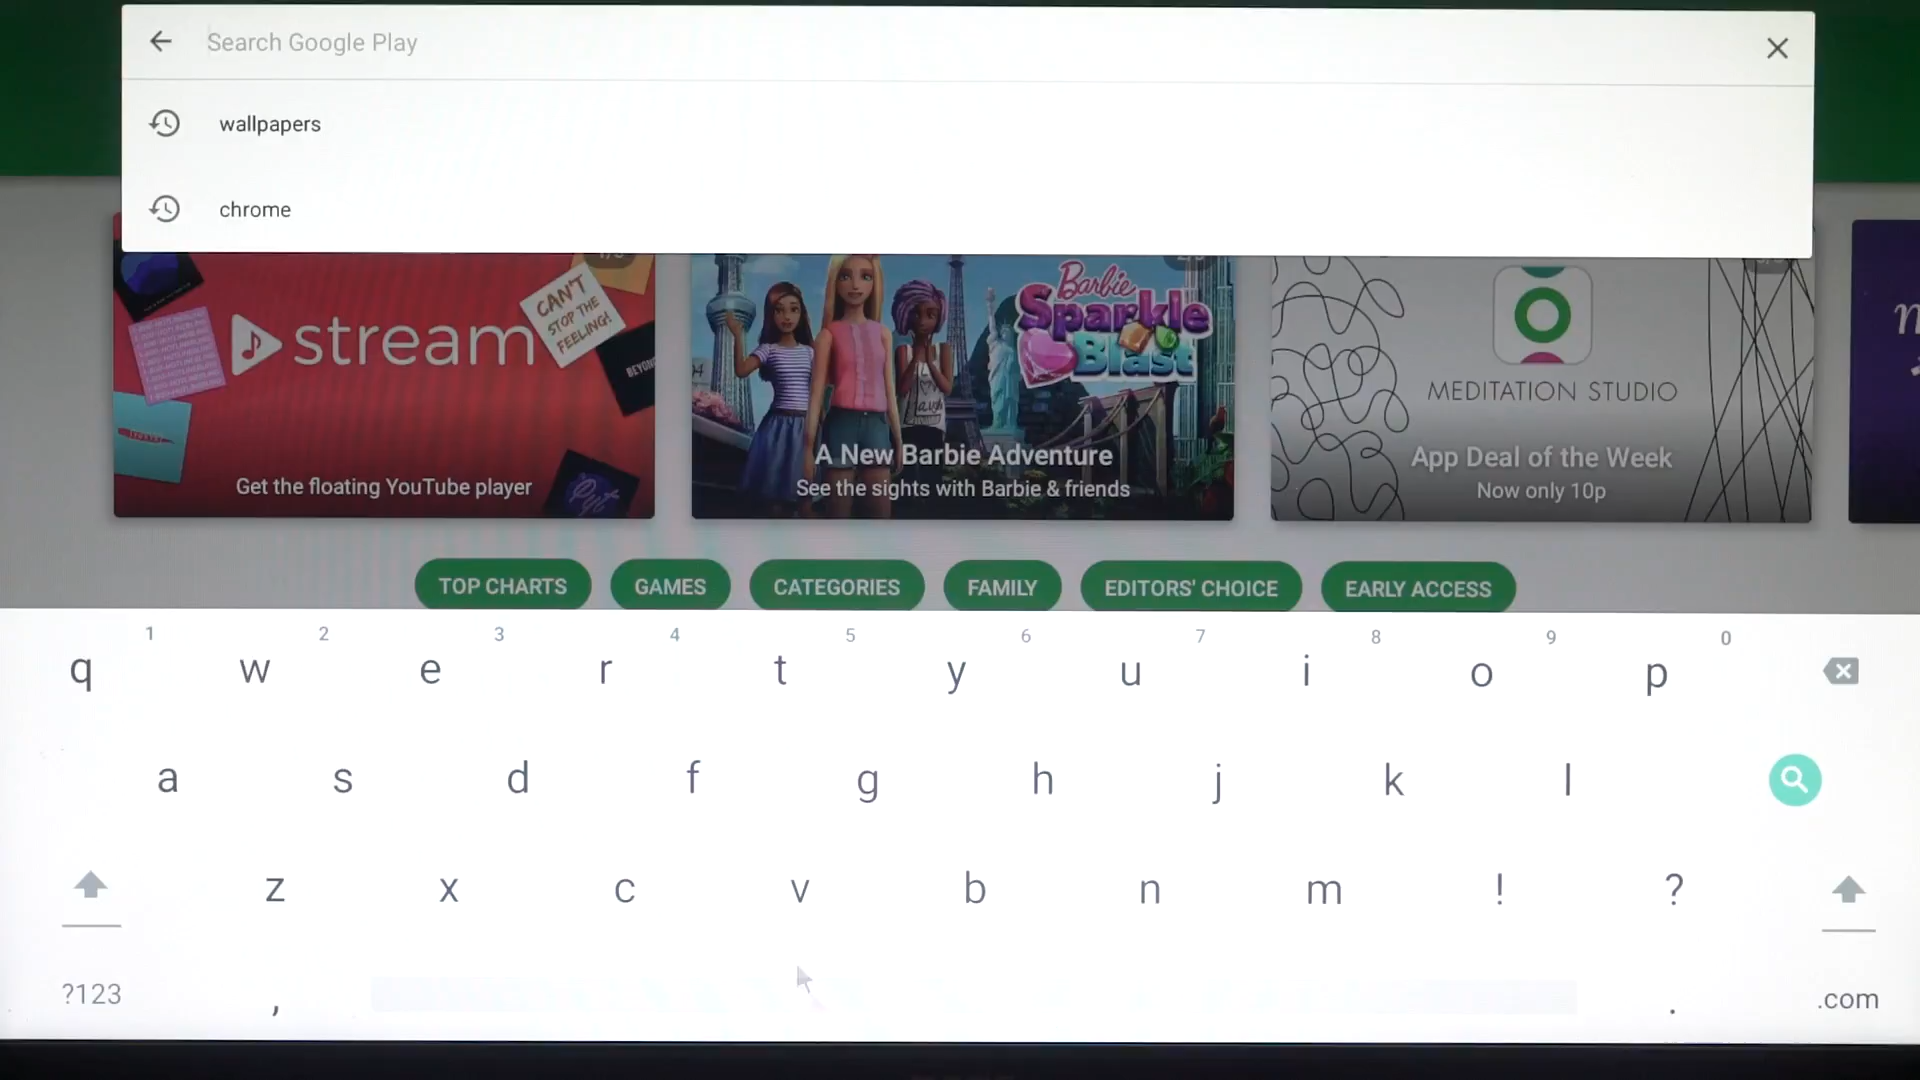 Search Google Play
wallpapers
chrome
stream
CAN'T
STOP THE
FEELING!
Barbie
Sparkle
Blast
MEDITATION STUDIO
Get the floating YouTube player
A New Barbie Adventure
See the sights with Barbie & friends
App Deal of the Week
Now only 10p
TOP CHARTS GAMES CATEGORIES FAMILY EDITORS' CHOICE EARLY ACCESS
1 2 3 4 5 6 7 8 9 0
q w e r t y u i o p
a s d f g h j k l
z x c v b n m ! ?
?123 , . .com